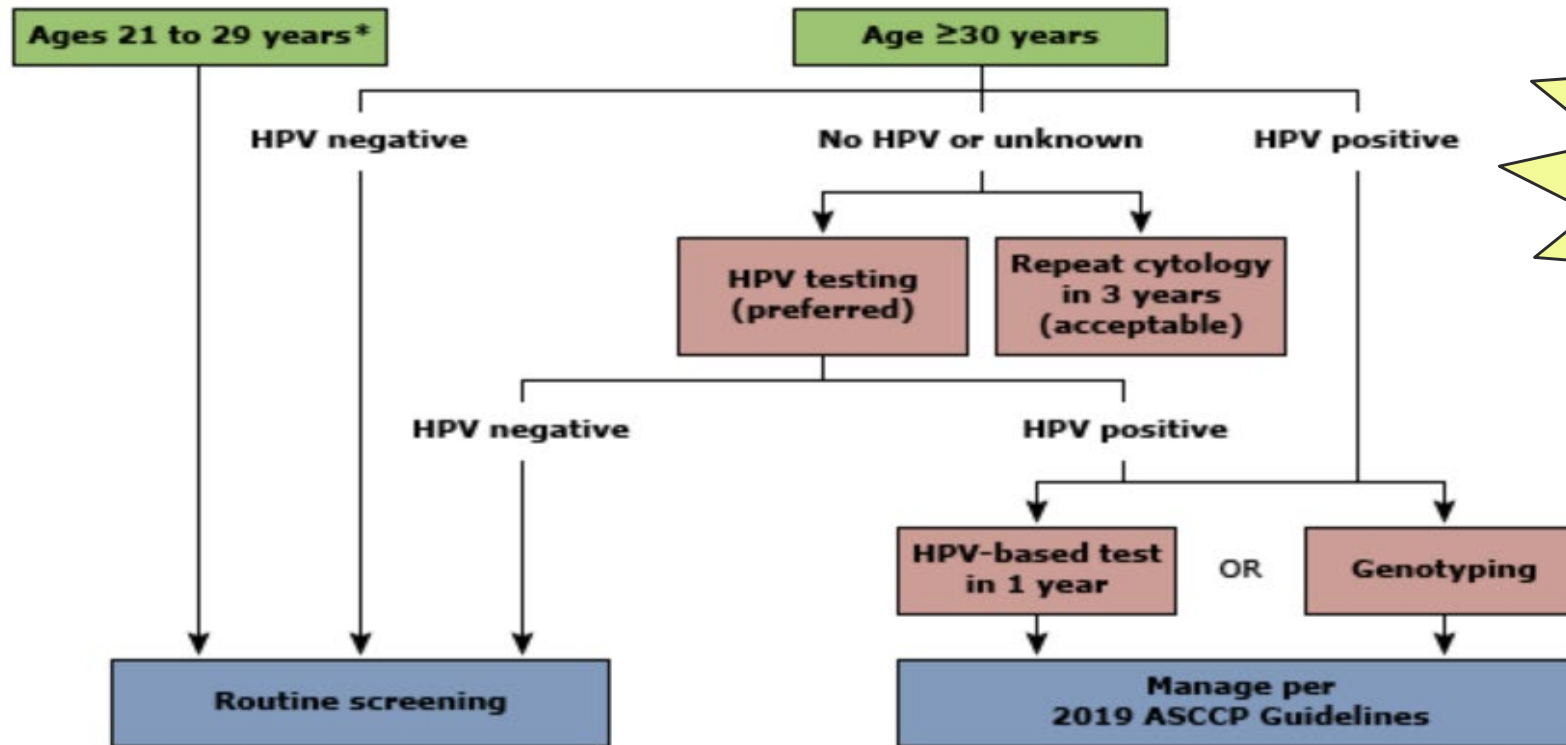 Ages 21 to 29 years*
Age ≥30 years
HPV negative
No HPV or unknown
HPV positive
HPV testing
(preferred)
Repeat cytology
in 3 years
(acceptable)
HPV negative
HPV positive
HPV-based test
in 1 year
OR
Genotyping
Routine screening
Manage per
2019 ASCCP Guidelines